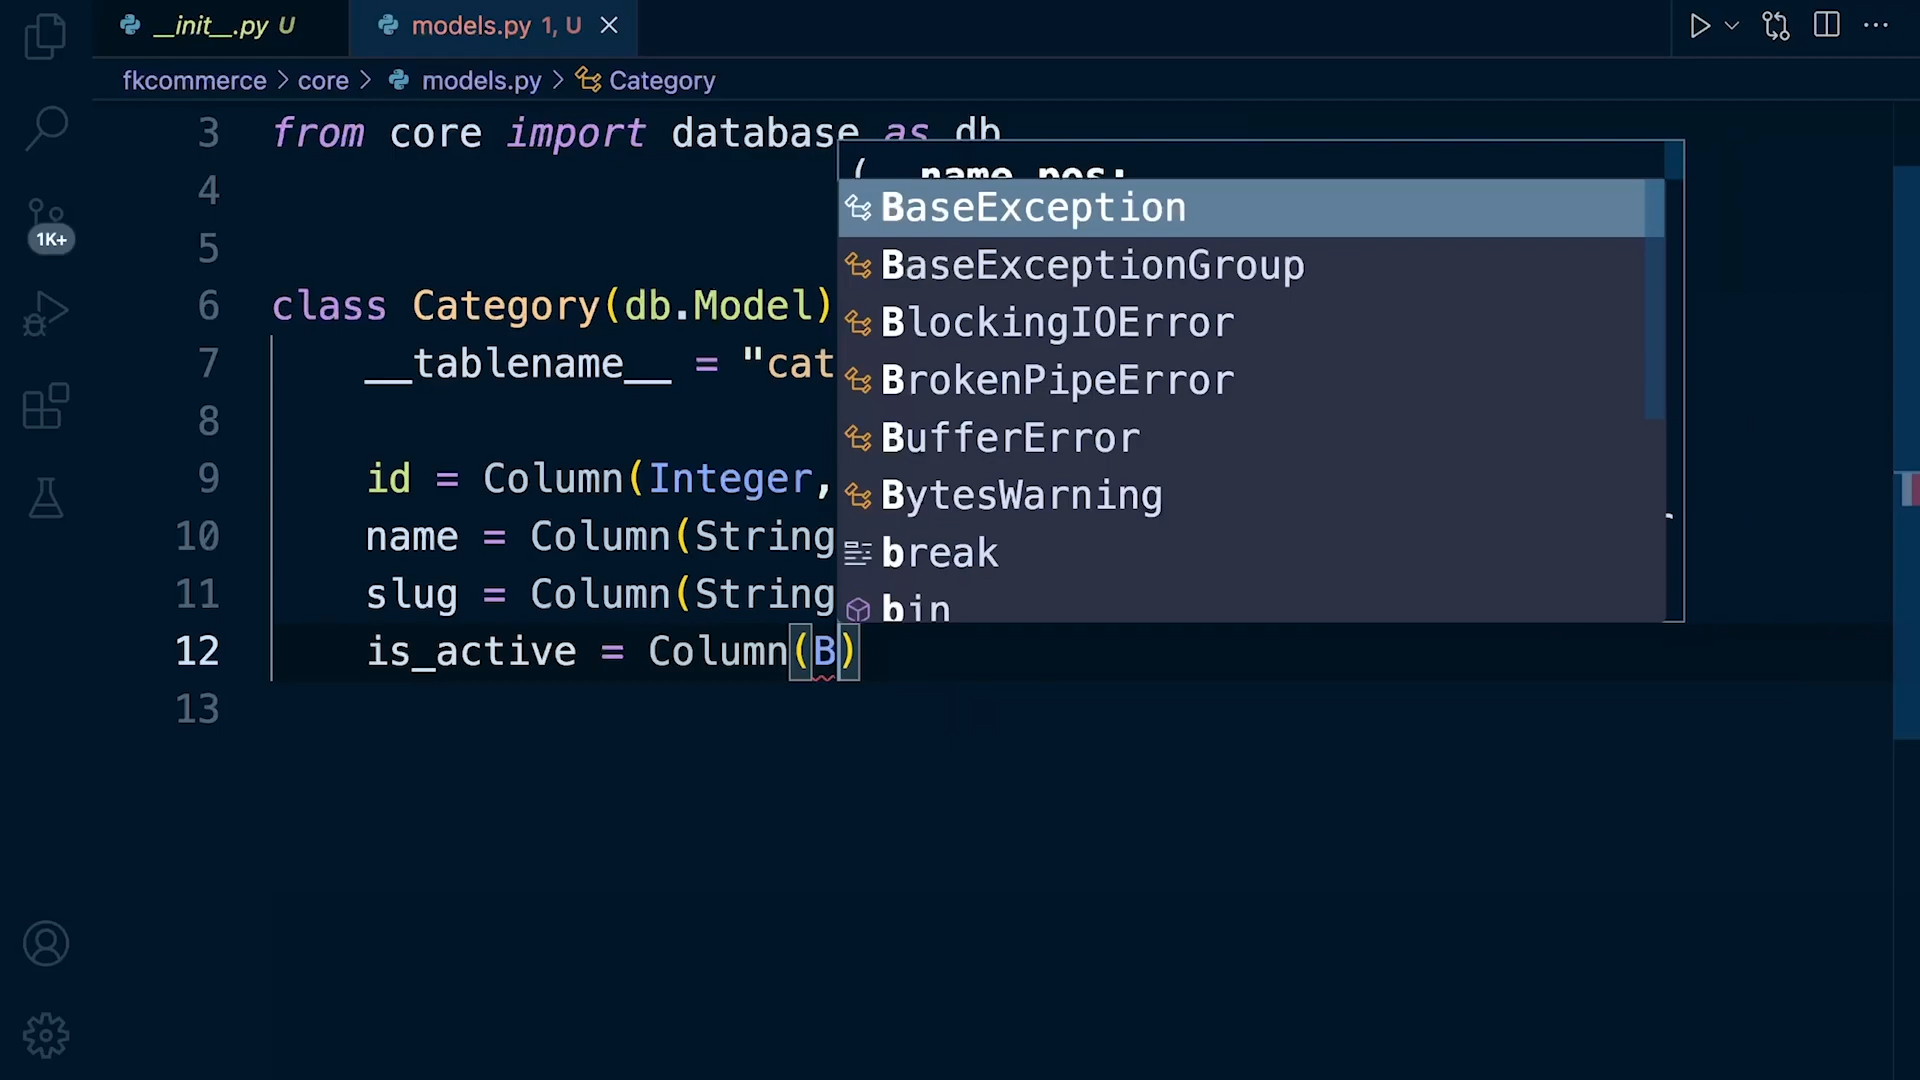 __init__.py U
models.py 1, U
fkcommerce > core > models.py > Category
1K+
3 from core import database as db
4
5
6 class Category(db.Model)
7 __tablename__ = "cat
8
9 id = Column(Integer,
10 name = Column(String
11 slug = Column(String
12 is_active = Column(B)
13
BaseException
BaseExceptionGroup
BlockingIOError
BrokenPipeError
BufferError
BytesWarning
break
bin